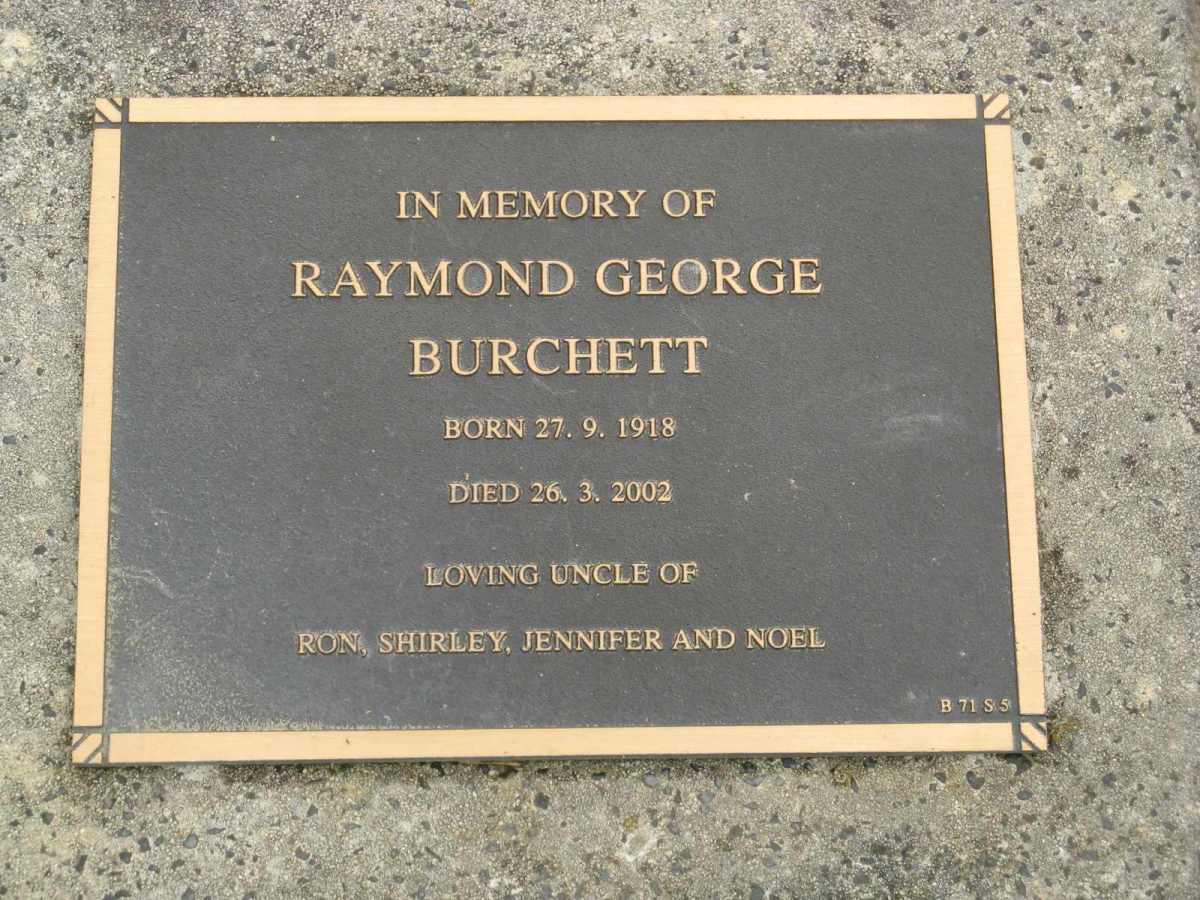 IN MEMORY OF
RAYMOND GEORGE
BURCHETT
BORN 27. 9. 1918
DIED 26. 3. 2002
LOVING UNCLE OF
RON, SHIRLEY, JENNIFER AND NOEL
B 71 S 5